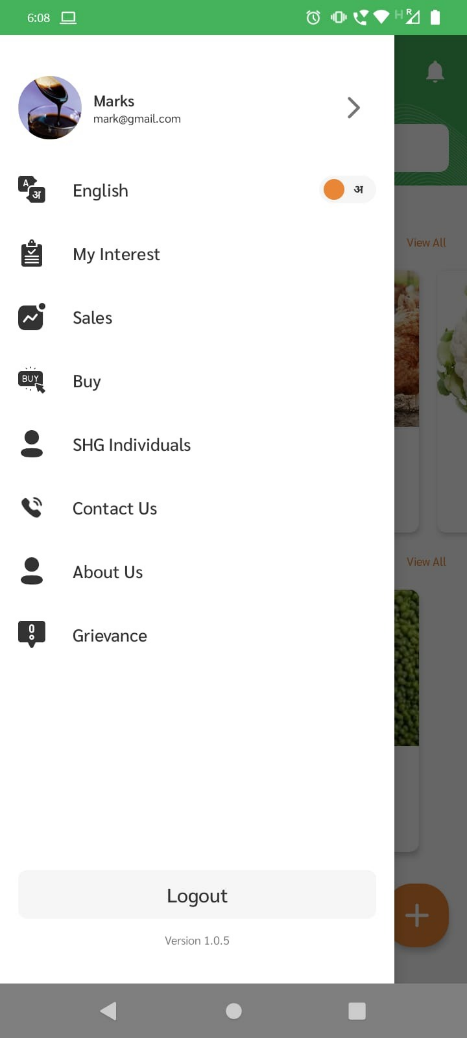 6:08
H R
Marks
mark@gmail.com
A अ
English
अ
View All
My Interest
Sales
BUY
Buy
SHG Individuals
Contact Us
View All
About Us
Grievance
Logout
Version 1.0.5